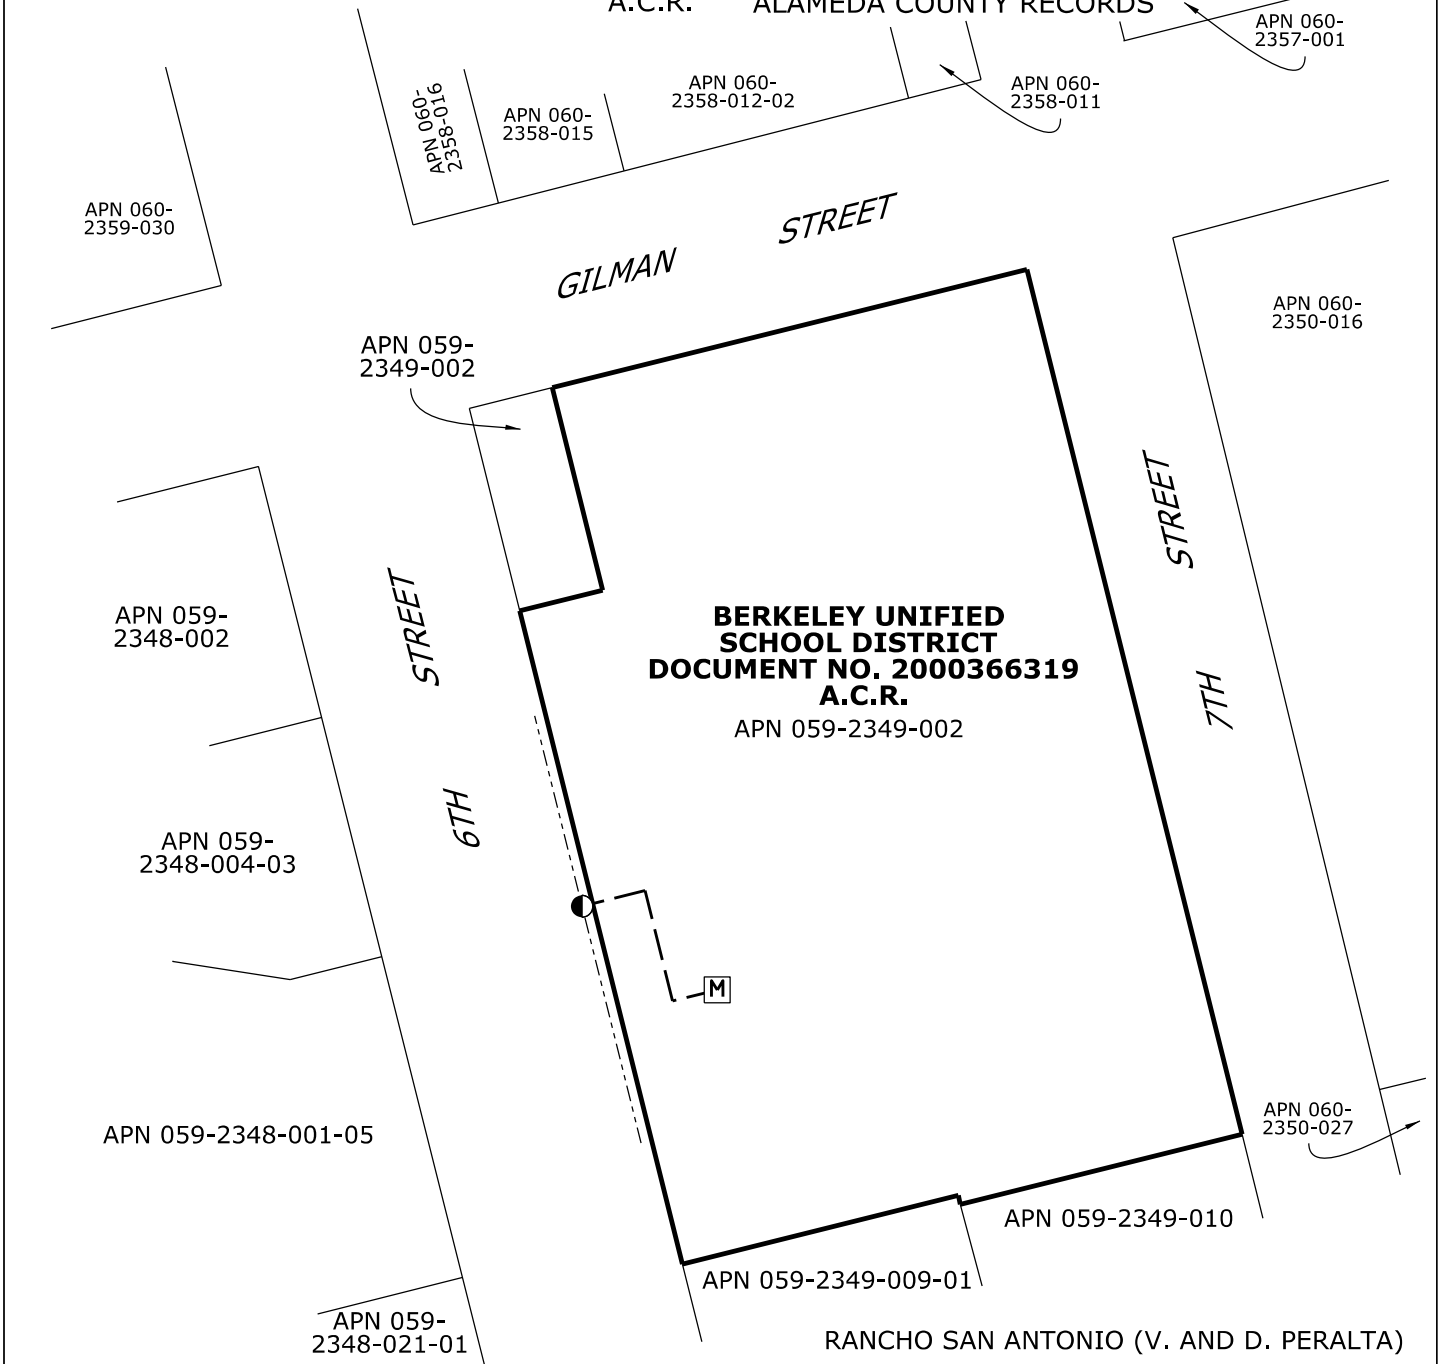 A.C.R. ALAMEDA COUNTY RECORDS
APN 060-
2357-001
APN 060-
2358-016
APN 060-
2358-015
APN 060-
2358-012-02
APN 060-
2358-011
APN 060-
2359-030
GILMAN STREET
APN 060-
2350-016
APN 059-
2349-002
APN 059-
2348-002
6TH STREET
7TH STREET
BERKELEY UNIFIED
SCHOOL DISTRICT
DOCUMENT NO. 2000366319
A.C.R.
APN 059-2349-002
APN 059-
2348-004-03
M
APN 059-2348-001-05
APN 060-
2350-027
APN 059-2349-010
APN 059-2349-009-01
APN 059-
2348-021-01
RANCHO SAN ANTONIO (V. AND D. PERALTA)